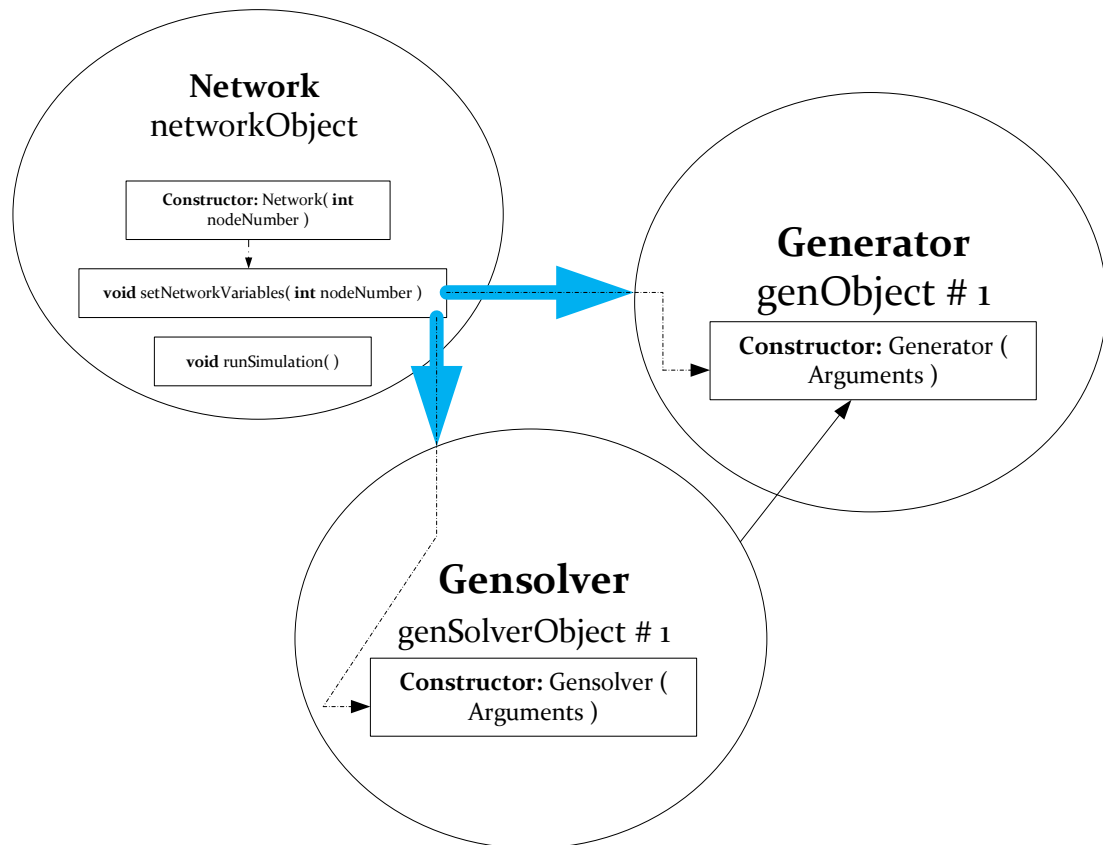 Network
networkObject
Constructor: Network( int
nodeNumber )
void setNetworkVariables( int nodeNumber )
void runSimulation( )
Generator
genObject # 1
Constructor: Generator (
Arguments )
Gensolver
genSolverObject # 1
Constructor: Gensolver (
Arguments )